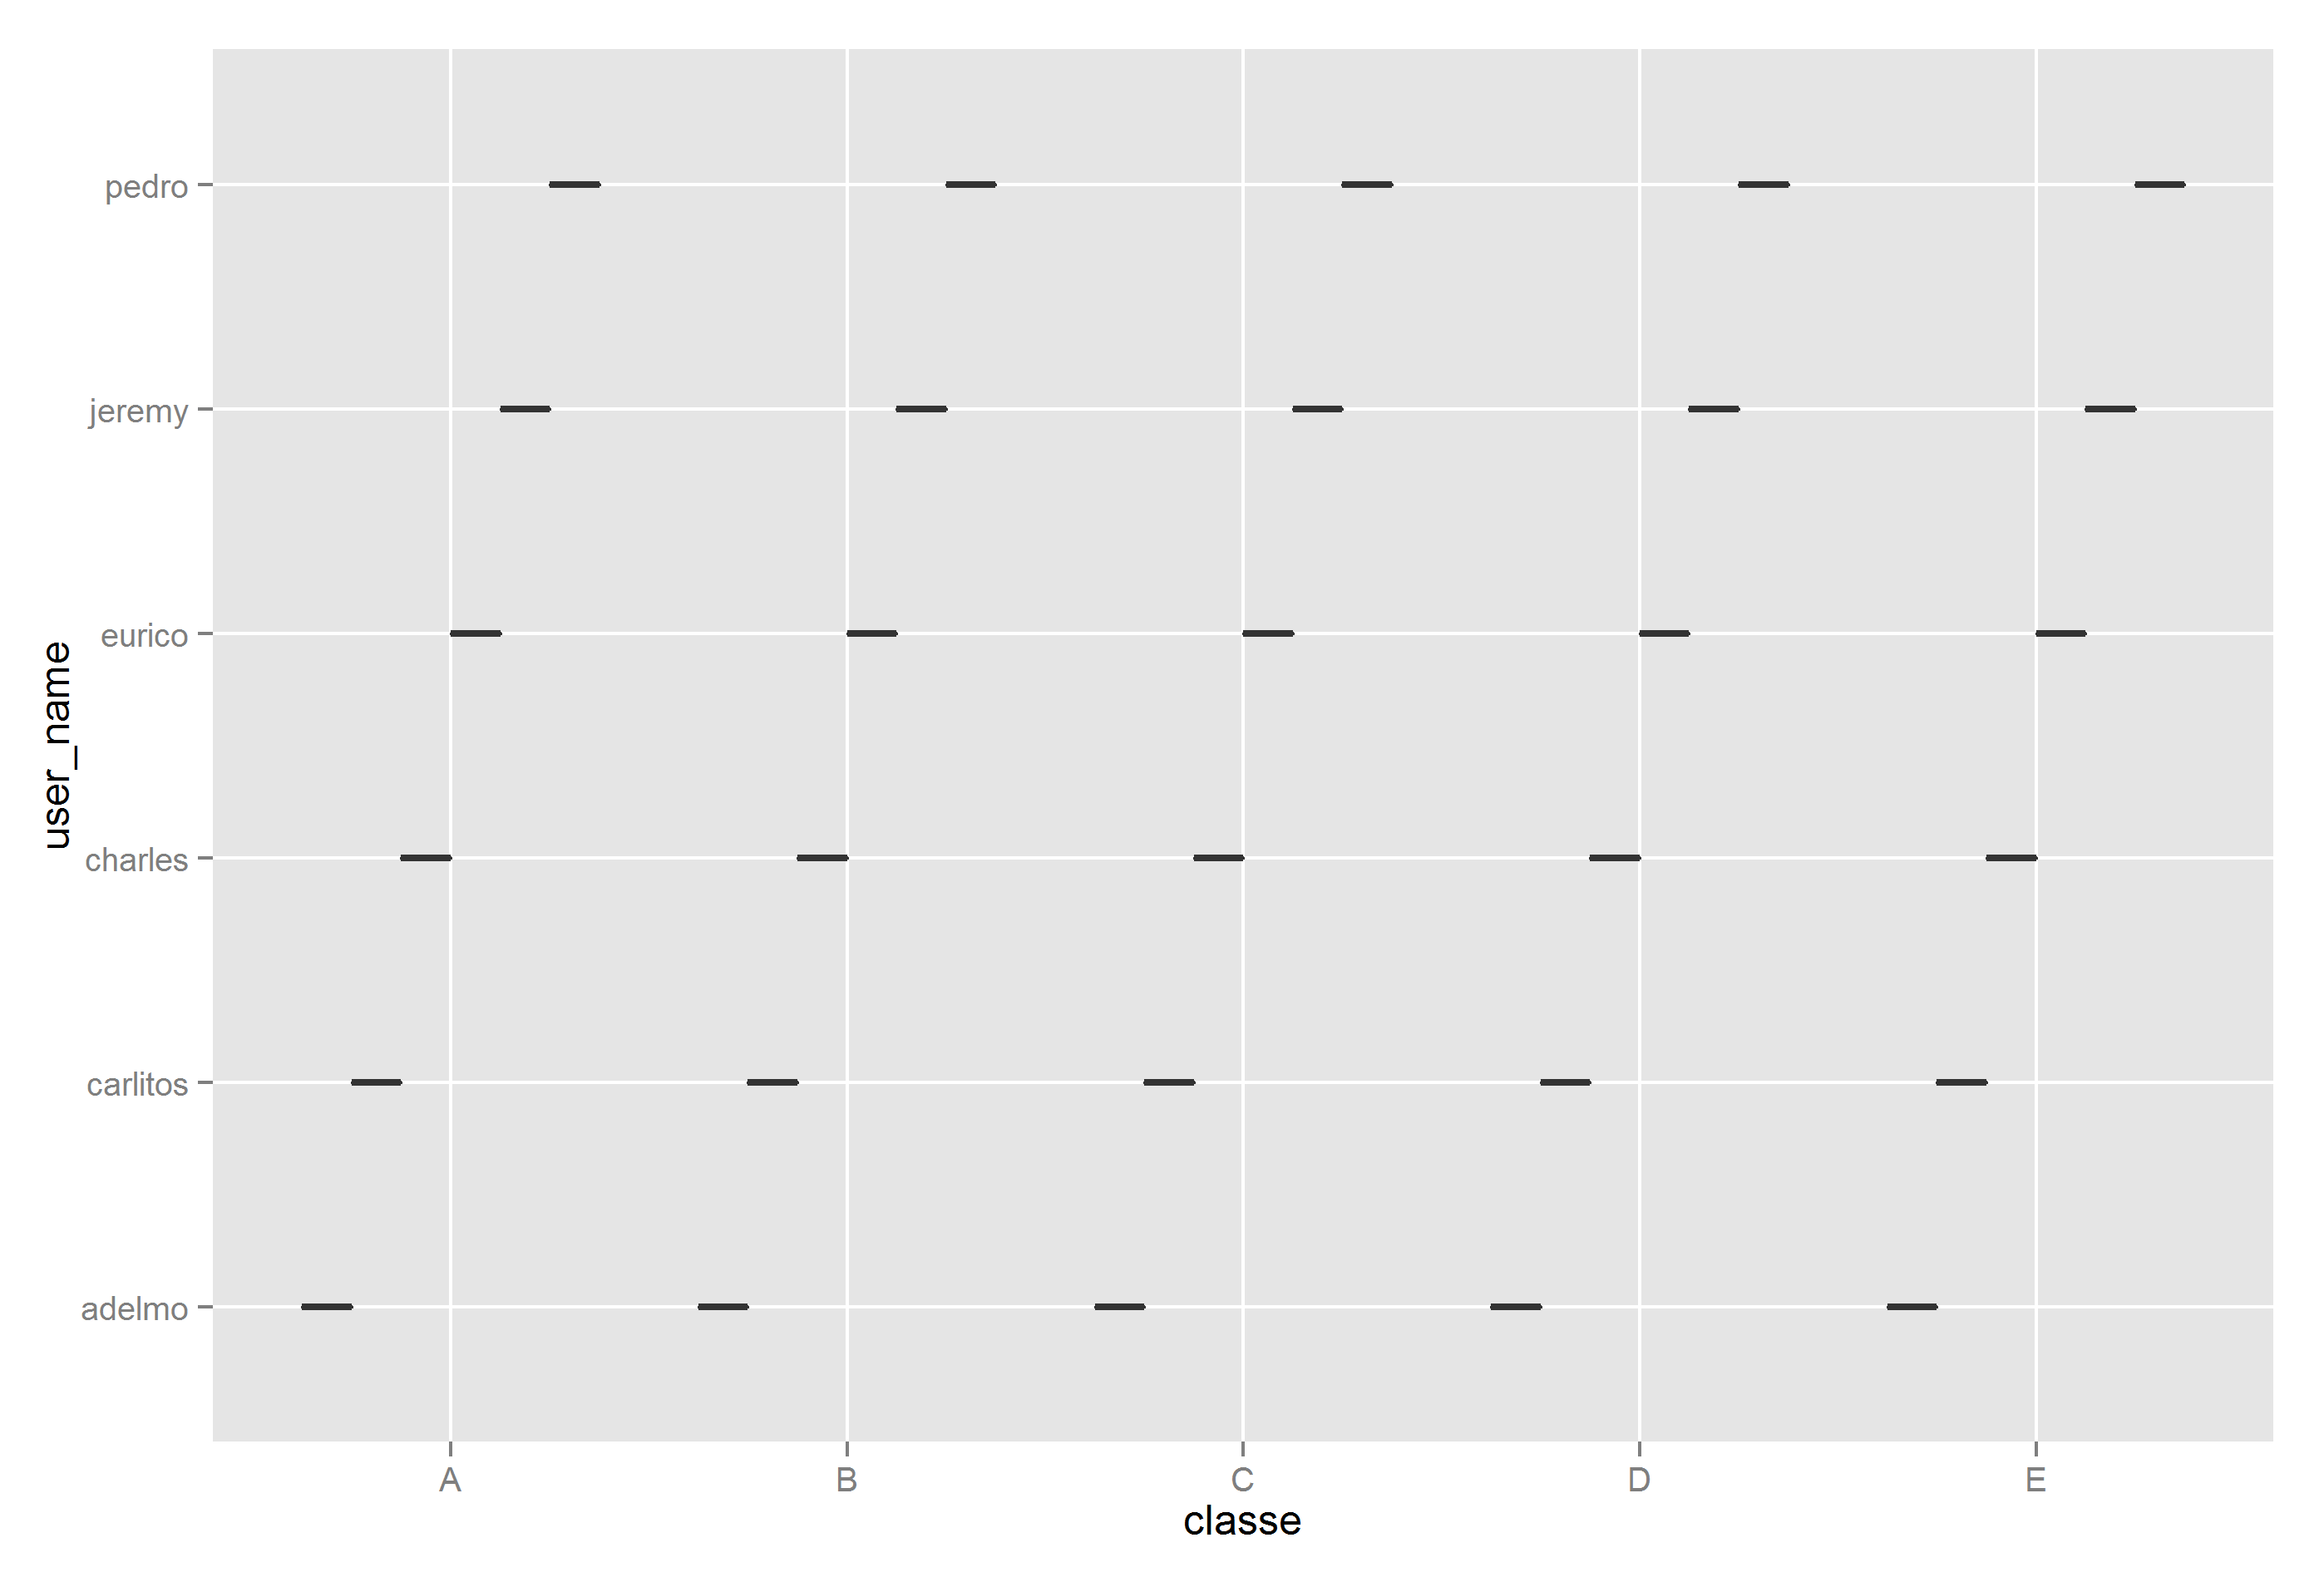 user_name
pedro
jeremy
eurico
charles
carlitos
adelmo
A B C D E
classe